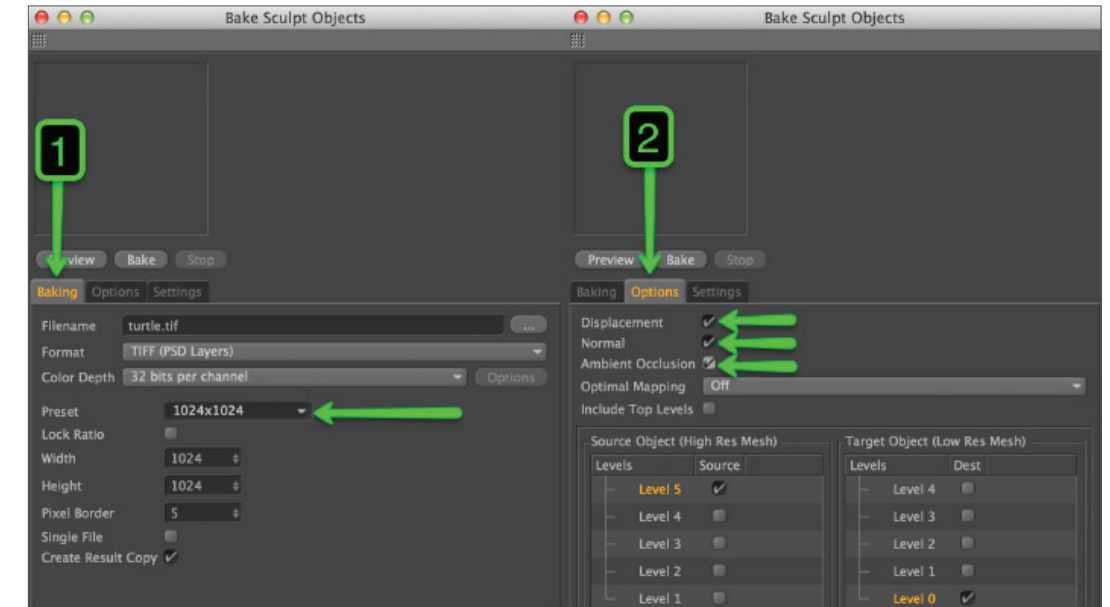 Bake Sculpt Objects
1
Preview Bake Stop
Baking Options Settings
Filename turtle.tif ...
Format TIFF (PSD Layers)
Color Depth 32 bits per channel Options
Preset 1024x1024
Lock Ratio
Width 1024
Height 1024
Pixel Border 5
Single File
Create Result Copy
Bake Sculpt Objects
2
Preview Bake Stop
Baking Options Settings
Displacement
Normal
Ambient Occlusion
Optimal Mapping Off
Include Top Levels
Source Object (High Res Mesh)
Levels Source
Level 5
Level 4
Level 3
Level 2
Level 1
Target Object (Low Res Mesh)
Levels Dest
Level 4
Level 3
Level 2
Level 1
Level 0